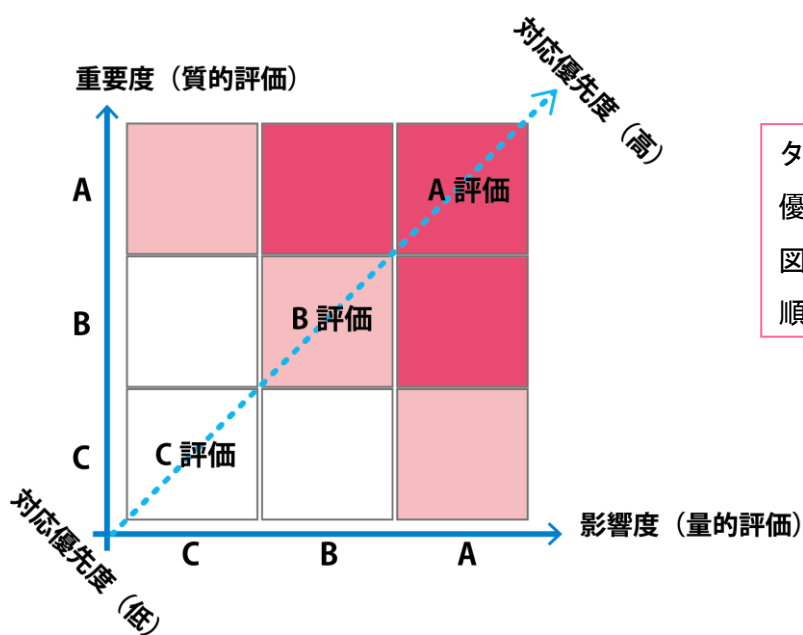 対応優先度（高）
重要度（質的評価）
A
A 評価
B
B 評価
C
C 評価
対応優先度（低）
C
B
A
影響度（量的評価）
タ
優
図
順